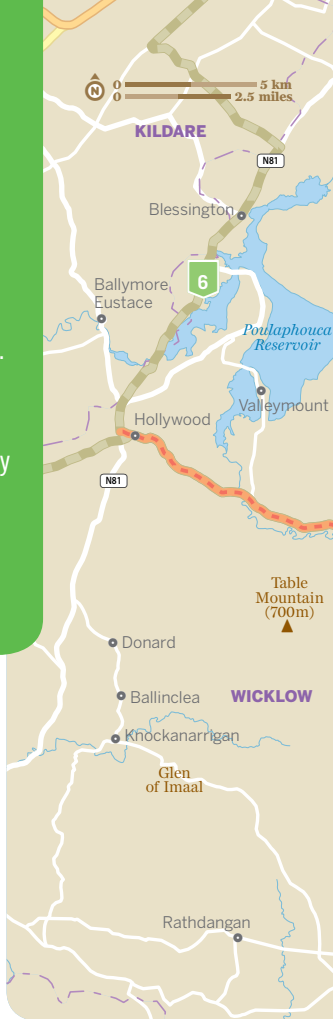 0 5 km
N 0 2.5 miles
KILDARE
N81
Blessington
6
Ballymore
Eustace
Poulaphouca
Reservoir
.
Valleymount
Hollywood
y
N81
Table
Mountain
(700m)
Donard
Ballinclea
WICKLOW
Knockanarrigan
Glen
of Imaal
Rathdangan